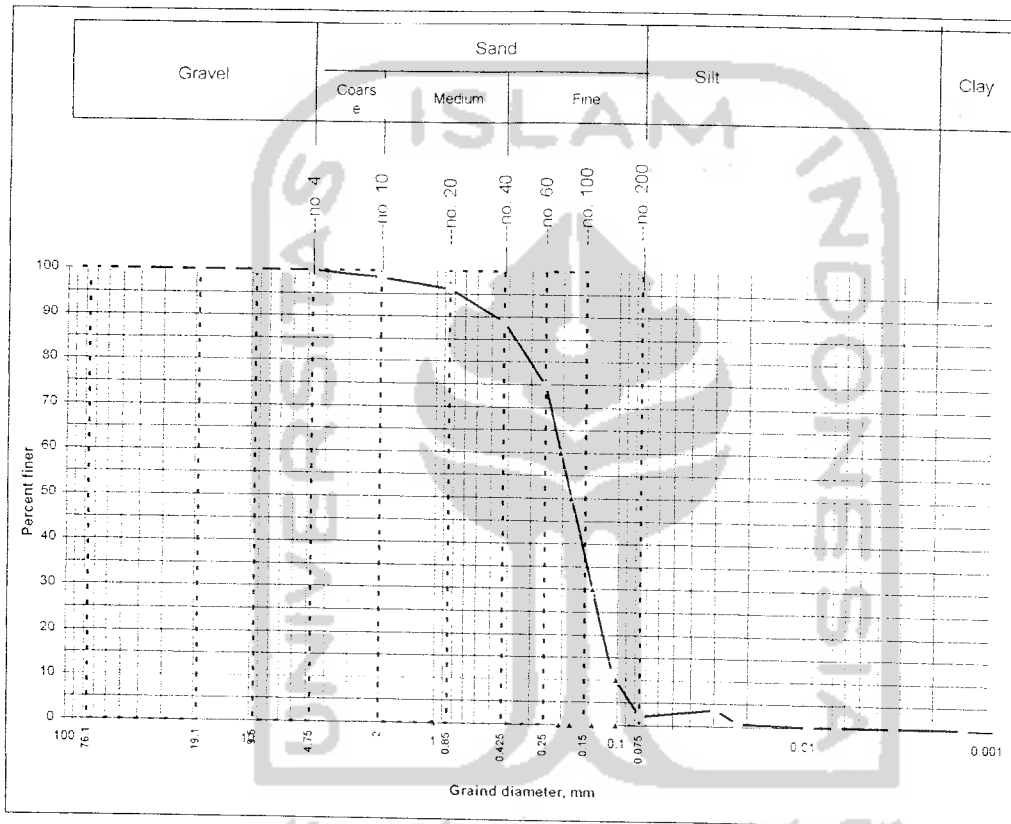 Sand
Gravel
Silt
Clay
Coars
e
Medium
Fine
UNIVERSITAS ISLAM INDONESIA
---no. 4
---no. 10
---no. 20
---no. 40
---no. 60
---no. 100
---no. 200
100
90
80
70
60
50
40
30
20
10
0
Percent finer
100
76.1
19.1
9.5
4.75
2
0.85
0.425
0.25
0.15
0.1
0.075
0.01
0.001
Graind diameter, mm